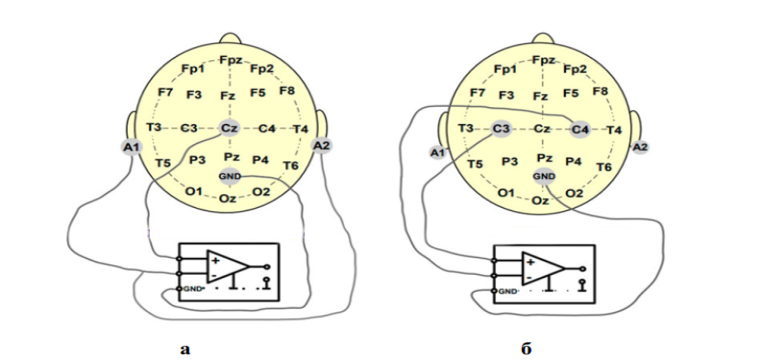 Fpz
Fp1 Fp2
F7 F3 Fz F5 F8
T3 C3 Cz C4 T4
A1 A2
T5 P3 Pz P4 T6
GND
O1 Oz O2
+
-
GND
а
Fpz
Fp1 Fp2
F7 F3 Fz F5 F8
T3 C3 Cz C4 T4
A1 A2
T5 P3 Pz P4 T6
GND
O1 Oz O2
+
-
GND
б